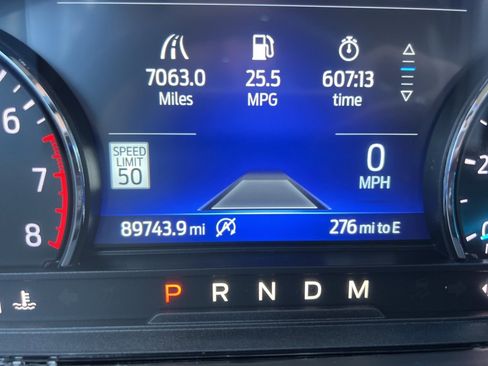 7063.0 25.5 607:13
Miles MPG time
6
7
8
SPEED
LIMIT
50
0
MPH
89743.9 mi 276 mi to E
P R N D M